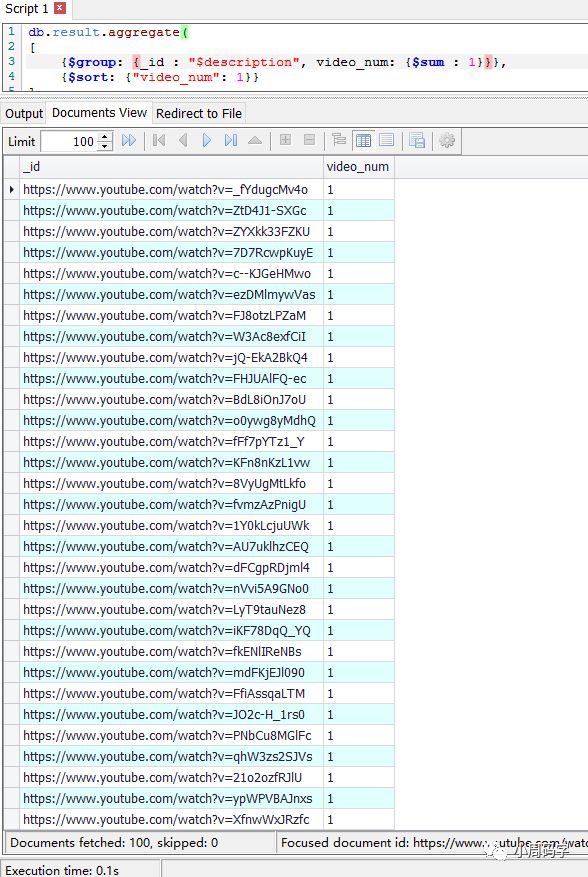 Script 1
1 db.result.aggregate(
2 [
3 {$group: {_id : "$description", video_num: {$sum : 1}}},
4 {$sort: {"video_num": 1}}
Output Documents View Redirect to File
Limit 100
_id video_num
https://www.youtube.com/watch?v=_fYdugcMv4o 1
https://www.youtube.com/watch?v=ZtD4J1-SXGc 1
https://www.youtube.com/watch?v=ZYXkk33FZKU 1
https://www.youtube.com/watch?v=7D7RcwpKuyE 1
https://www.youtube.com/watch?v=c--KJGeHMwo 1
https://www.youtube.com/watch?v=ezDMlmywVas 1
https://www.youtube.com/watch?v=FJ8otzLPZaM 1
https://www.youtube.com/watch?v=W3Ac8exfCiI 1
https://www.youtube.com/watch?v=jQ-EkA2BkQ4 1
https://www.youtube.com/watch?v=FHJUAlFQ-ec 1
https://www.youtube.com/watch?v=BdL8iOnJ7oU 1
https://www.youtube.com/watch?v=o0ywg8yMdhQ 1
https://www.youtube.com/watch?v=fFf7pYTz1_Y 1
https://www.youtube.com/watch?v=KFn8nKzL1vw 1
https://www.youtube.com/watch?v=8VyUgMtLkfo 1
https://www.youtube.com/watch?v=fvmzAzPnigU 1
https://www.youtube.com/watch?v=1Y0kLcjuUWk 1
https://www.youtube.com/watch?v=AU7uklhzCEQ 1
https://www.youtube.com/watch?v=dFCgpRDjml4 1
https://www.youtube.com/watch?v=nVvi5A9GNo0 1
https://www.youtube.com/watch?v=LyT9tauNez8 1
https://www.youtube.com/watch?v=iKF78DqQ_YQ 1
https://www.youtube.com/watch?v=fkENlIReNBs 1
https://www.youtube.com/watch?v=mdFKjEJl090 1
https://www.youtube.com/watch?v=FfiAssqaLTM 1
https://www.youtube.com/watch?v=JO2c-H_1rs0 1
https://www.youtube.com/watch?v=PNbCu8MGlFc 1
https://www.youtube.com/watch?v=qhW3zs2SJVs 1
https://www.youtube.com/watch?v=21o2ozfRJlU 1
https://www.youtube.com/watch?v=ypWPVBAJnxs 1
https://www.youtube.com/watch?v=XfnwWxJRzfc 1
Documents fetched: 100, skipped: 0 Focused document id: https://www.youtube.com/wat
小周码字
Execution time: 0.1s